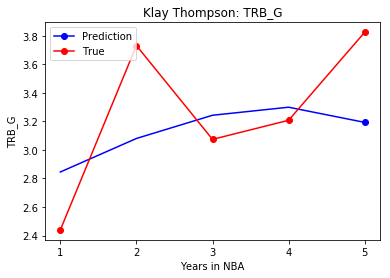 Klay Thompson: TRB_G
Prediction
True
3.8
3.6
3.4
3.2
3.0
2.8
2.6
2.4
TRB_G
1 2 3 4 5
Years in NBA